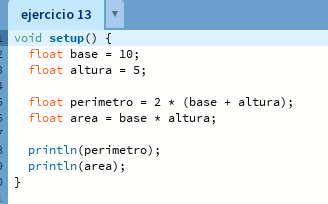 ejercicio 13 ▼
void setup() {
  float base = 10;
  float altura = 5;

  float perimetro = 2 * (base + altura);
  float area = base * altura;

  println(perimetro);
  println(area);
}